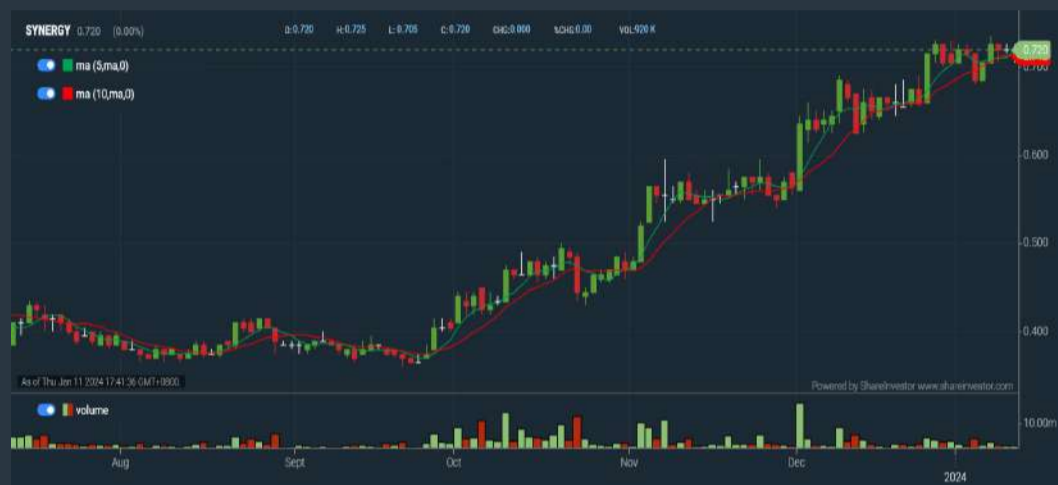 SYNERGY 0.720 (0.00%) O:0.720 H:0.725 L:0.705 C:0.720 CHG:0.000 %CHG:0.00 VOL:920 K
ma (5,ma,0)
ma (10,ma,0)
0.720
0.700
0.600
0.500
0.400
As of Thu Jan 11 2024 17:41:36 GMT+0800
Powered by ShareInvestor www.shareinvestor.com
volume
10.00m
Aug Sept Oct Nov Dec
2024